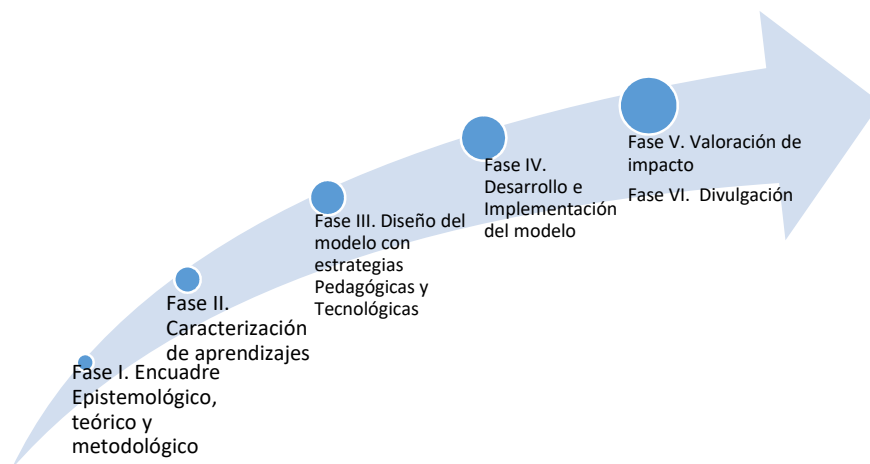 Fase I. Encuadre
Epistemológico,
teórico y
metodológico
Fase II.
Caracterización
de aprendizajes
Fase III. Diseño del
modelo con
estrategias
Pedagógicas y
Tecnológicas
Fase IV.
Desarrollo e
Implementación
del modelo
Fase V. Valoración de
impacto
Fase VI. Divulgación